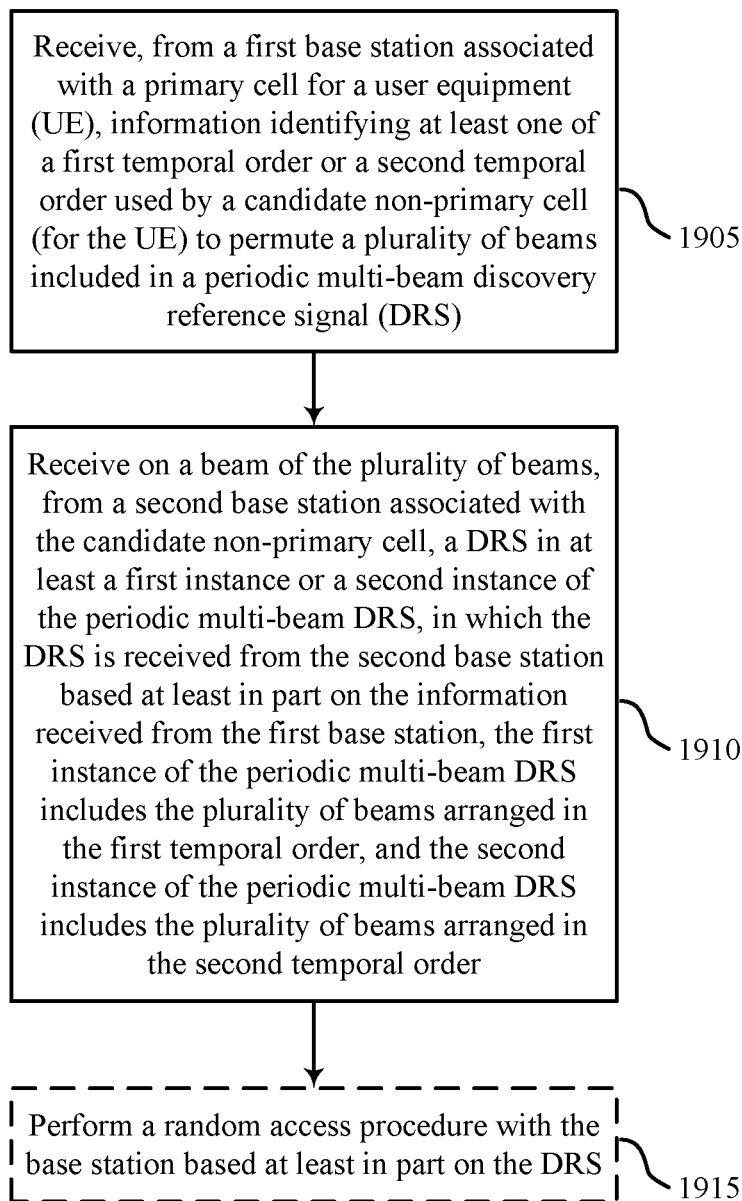 Receive, from a first base station associated
with a primary cell for a user equipment
(UE), information identifying at least one of
a first temporal order or a second temporal
order used by a candidate non-primary cell
(for the UE) to permute a plurality of beams
included in a periodic multi-beam discovery
reference signal (DRS)
1905
Receive on a beam of the plurality of beams,
from a second base station associated with
the candidate non-primary cell, a DRS in at
least a first instance or a second instance of
the periodic multi-beam DRS, in which the
DRS is received from the second base station
based at least in part on the information
received from the first base station, the first
instance of the periodic multi-beam DRS
includes the plurality of beams arranged in
the first temporal order, and the second
instance of the periodic multi-beam DRS
includes the plurality of beams arranged in
the second temporal order
1910
Perform a random access procedure with the
base station based at least in part on the DRS
1915